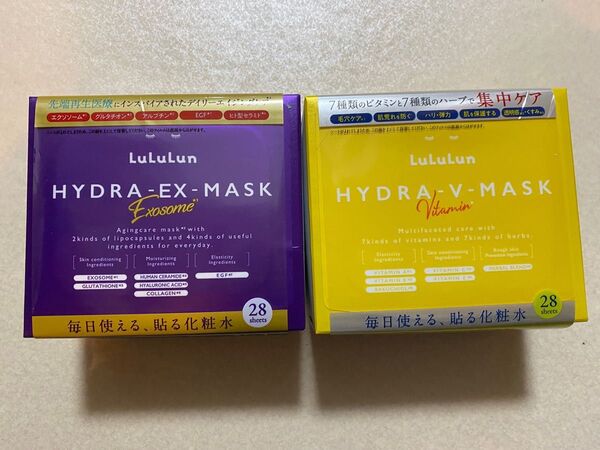 先端再生医療にインスパイアされたデイリーエイジングケア
エクソソーム グルタチオン アルブチン EGF ヒト型セラミド
LuLuLun
HYDRA-EX-MASK
Exosome
Agingcare mask with
2kinds of lipocapsules and 4kinds of useful
ingredients for everyday.
Skin conditioning
Ingredients
Moisturizing
Ingredients
Elasticity
Ingredients
EXOSOME
GLUTATHIONE
HUMAN CERAMIDE
HYALURONIC ACID
COLLAGEN
EGF
毎日使える、貼る化粧水
28
sheets
7種類のビタミンと7種類のハーブで集中ケア
毛穴ケア 肌荒れを防ぐ ハリ・弾力 肌を保護する 透明感 くすみ
LuLuLun
HYDRA-V-MASK
Vitamin
Multifaceted care with
7kinds of vitamins and 7kinds of herbs.
Skin conditioning
Ingredients
Elasticity
Ingredients
Rough skin
Prevention Ingredients
VITAMIN
VITAMIN
VITAMIN
VITAMIN
HERBAL BLEND
毎日使える、貼る化粧水
28
sheets